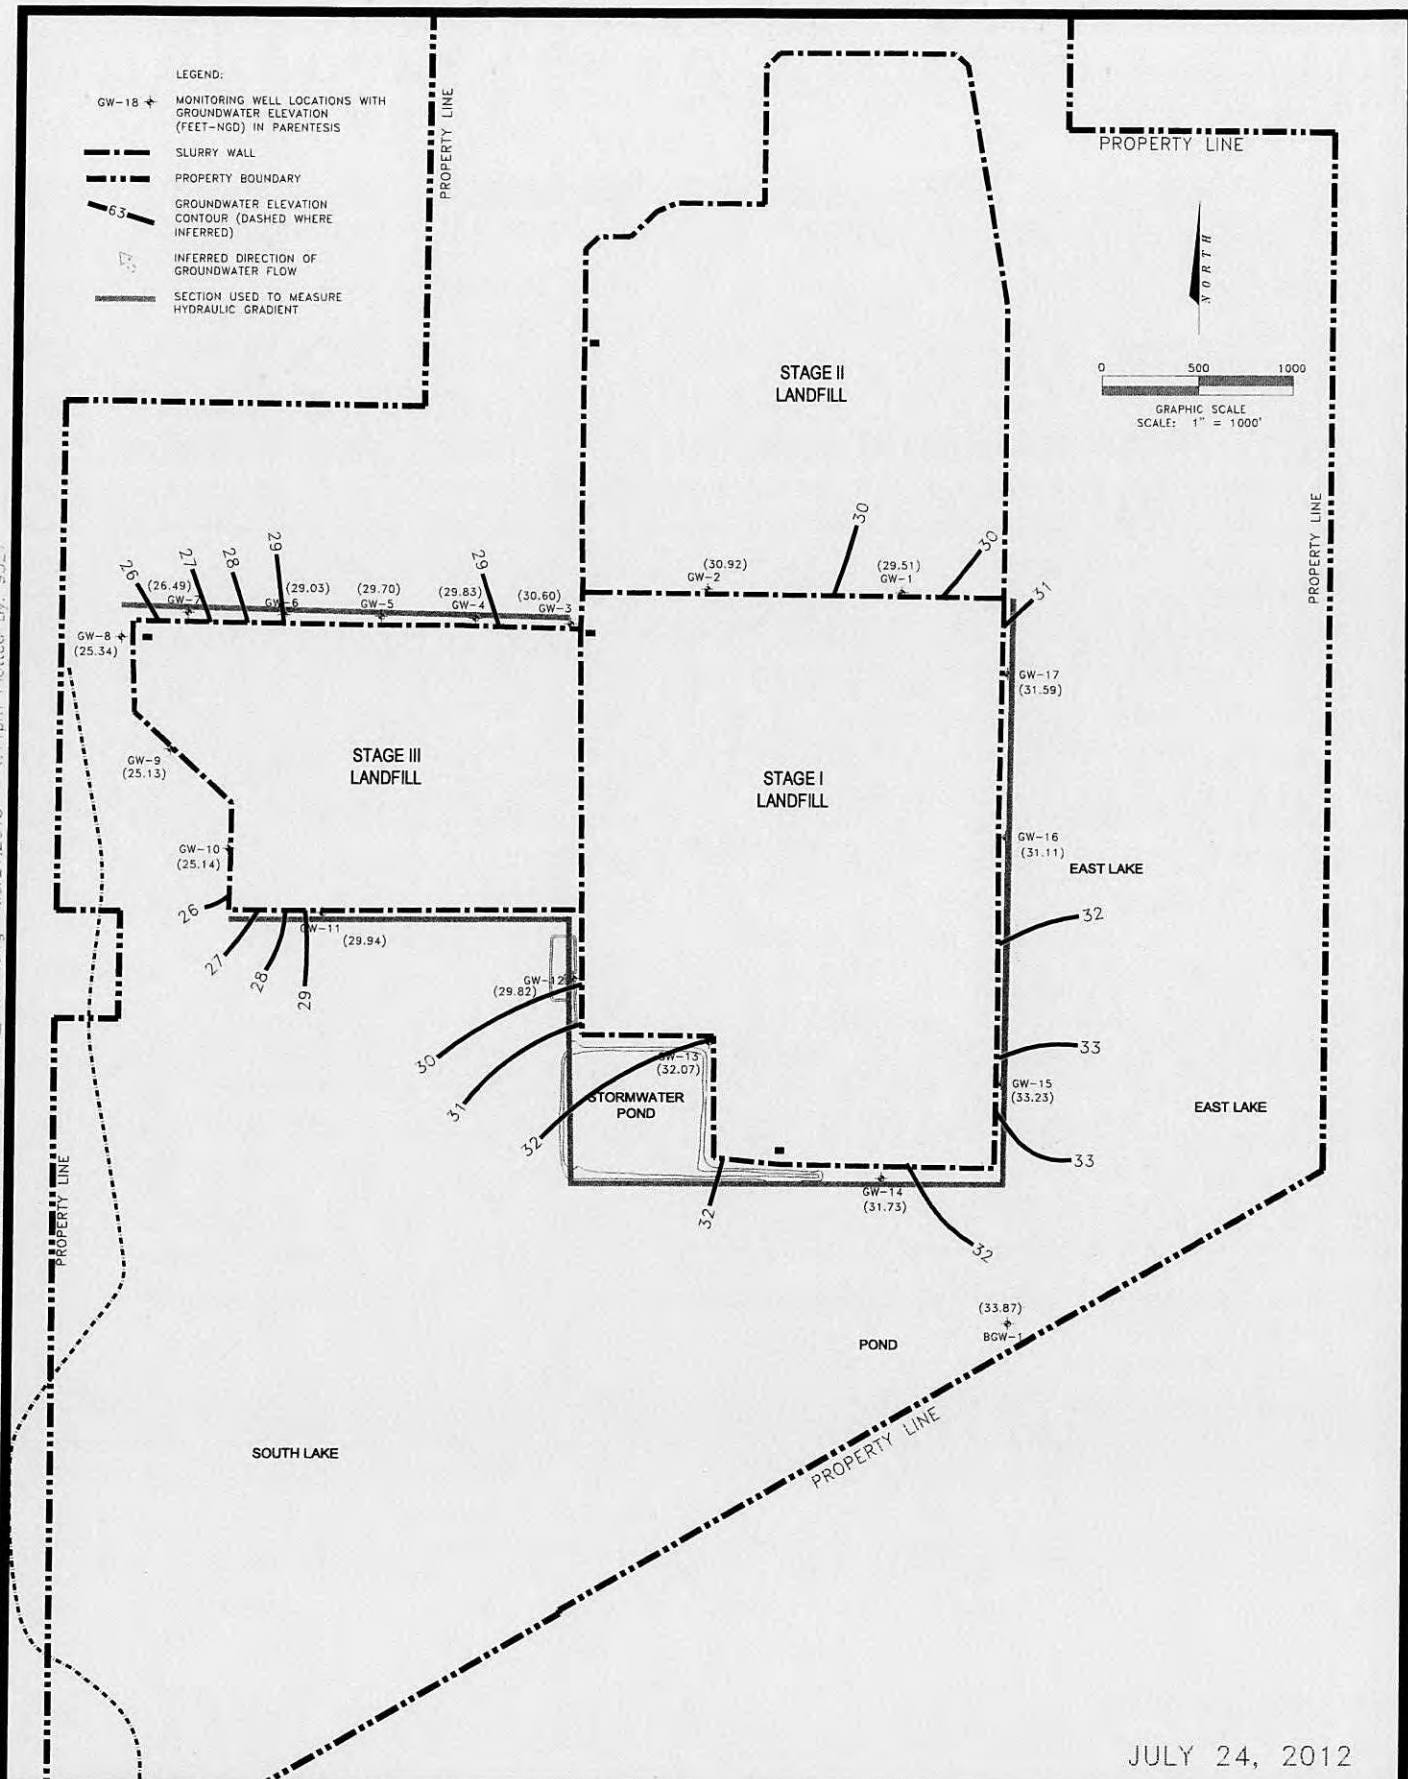 LEGEND:
GW-18
MONITORING WELL LOCATIONS WITH
GROUNDWATER ELEVATION
(FEET-NGD) IN PARENTESIS
SLURRY WALL
PROPERTY BOUNDARY
63
GROUNDWATER ELEVATION
CONTOUR (DASHED WHERE
INFERRED)
INFERRED DIRECTION OF
GROUNDWATER FLOW
SECTION USED TO MEASURE
HYDRAULIC GRADIENT
PROPERTY LINE
PROPERTY LINE
NORTH
0 500 1000
GRAPHIC SCALE
SCALE: 1" = 1000'
PROPERTY LINE
STAGE II
LANDFILL
26
27
28
29
29
30
30
31
(26.49)
GW-7
(29.03)
GW-6
(29.70)
GW-5
(29.83)
GW-4
(30.60)
GW-3
(30.92)
GW-2
(29.51)
GW-1
GW-8
(25.34)
GW-17
(31.59)
GW-9
(25.13)
STAGE III
LANDFILL
STAGE I
LANDFILL
GW-10
(25.14)
GW-16
(31.11)
EAST LAKE
26
27
28
29
GW-11
(29.94)
32
GW-12
(29.82)
30
31
32
GW-13
(32.07)
33
GW-15
(33.23)
STORMWATER
POND
EAST LAKE
33
PROPERTY LINE
32
GW-14
(31.73)
32
(33.87)
BGW-1
POND
PROPERTY LINE
SOUTH LAKE
JULY 24, 2012